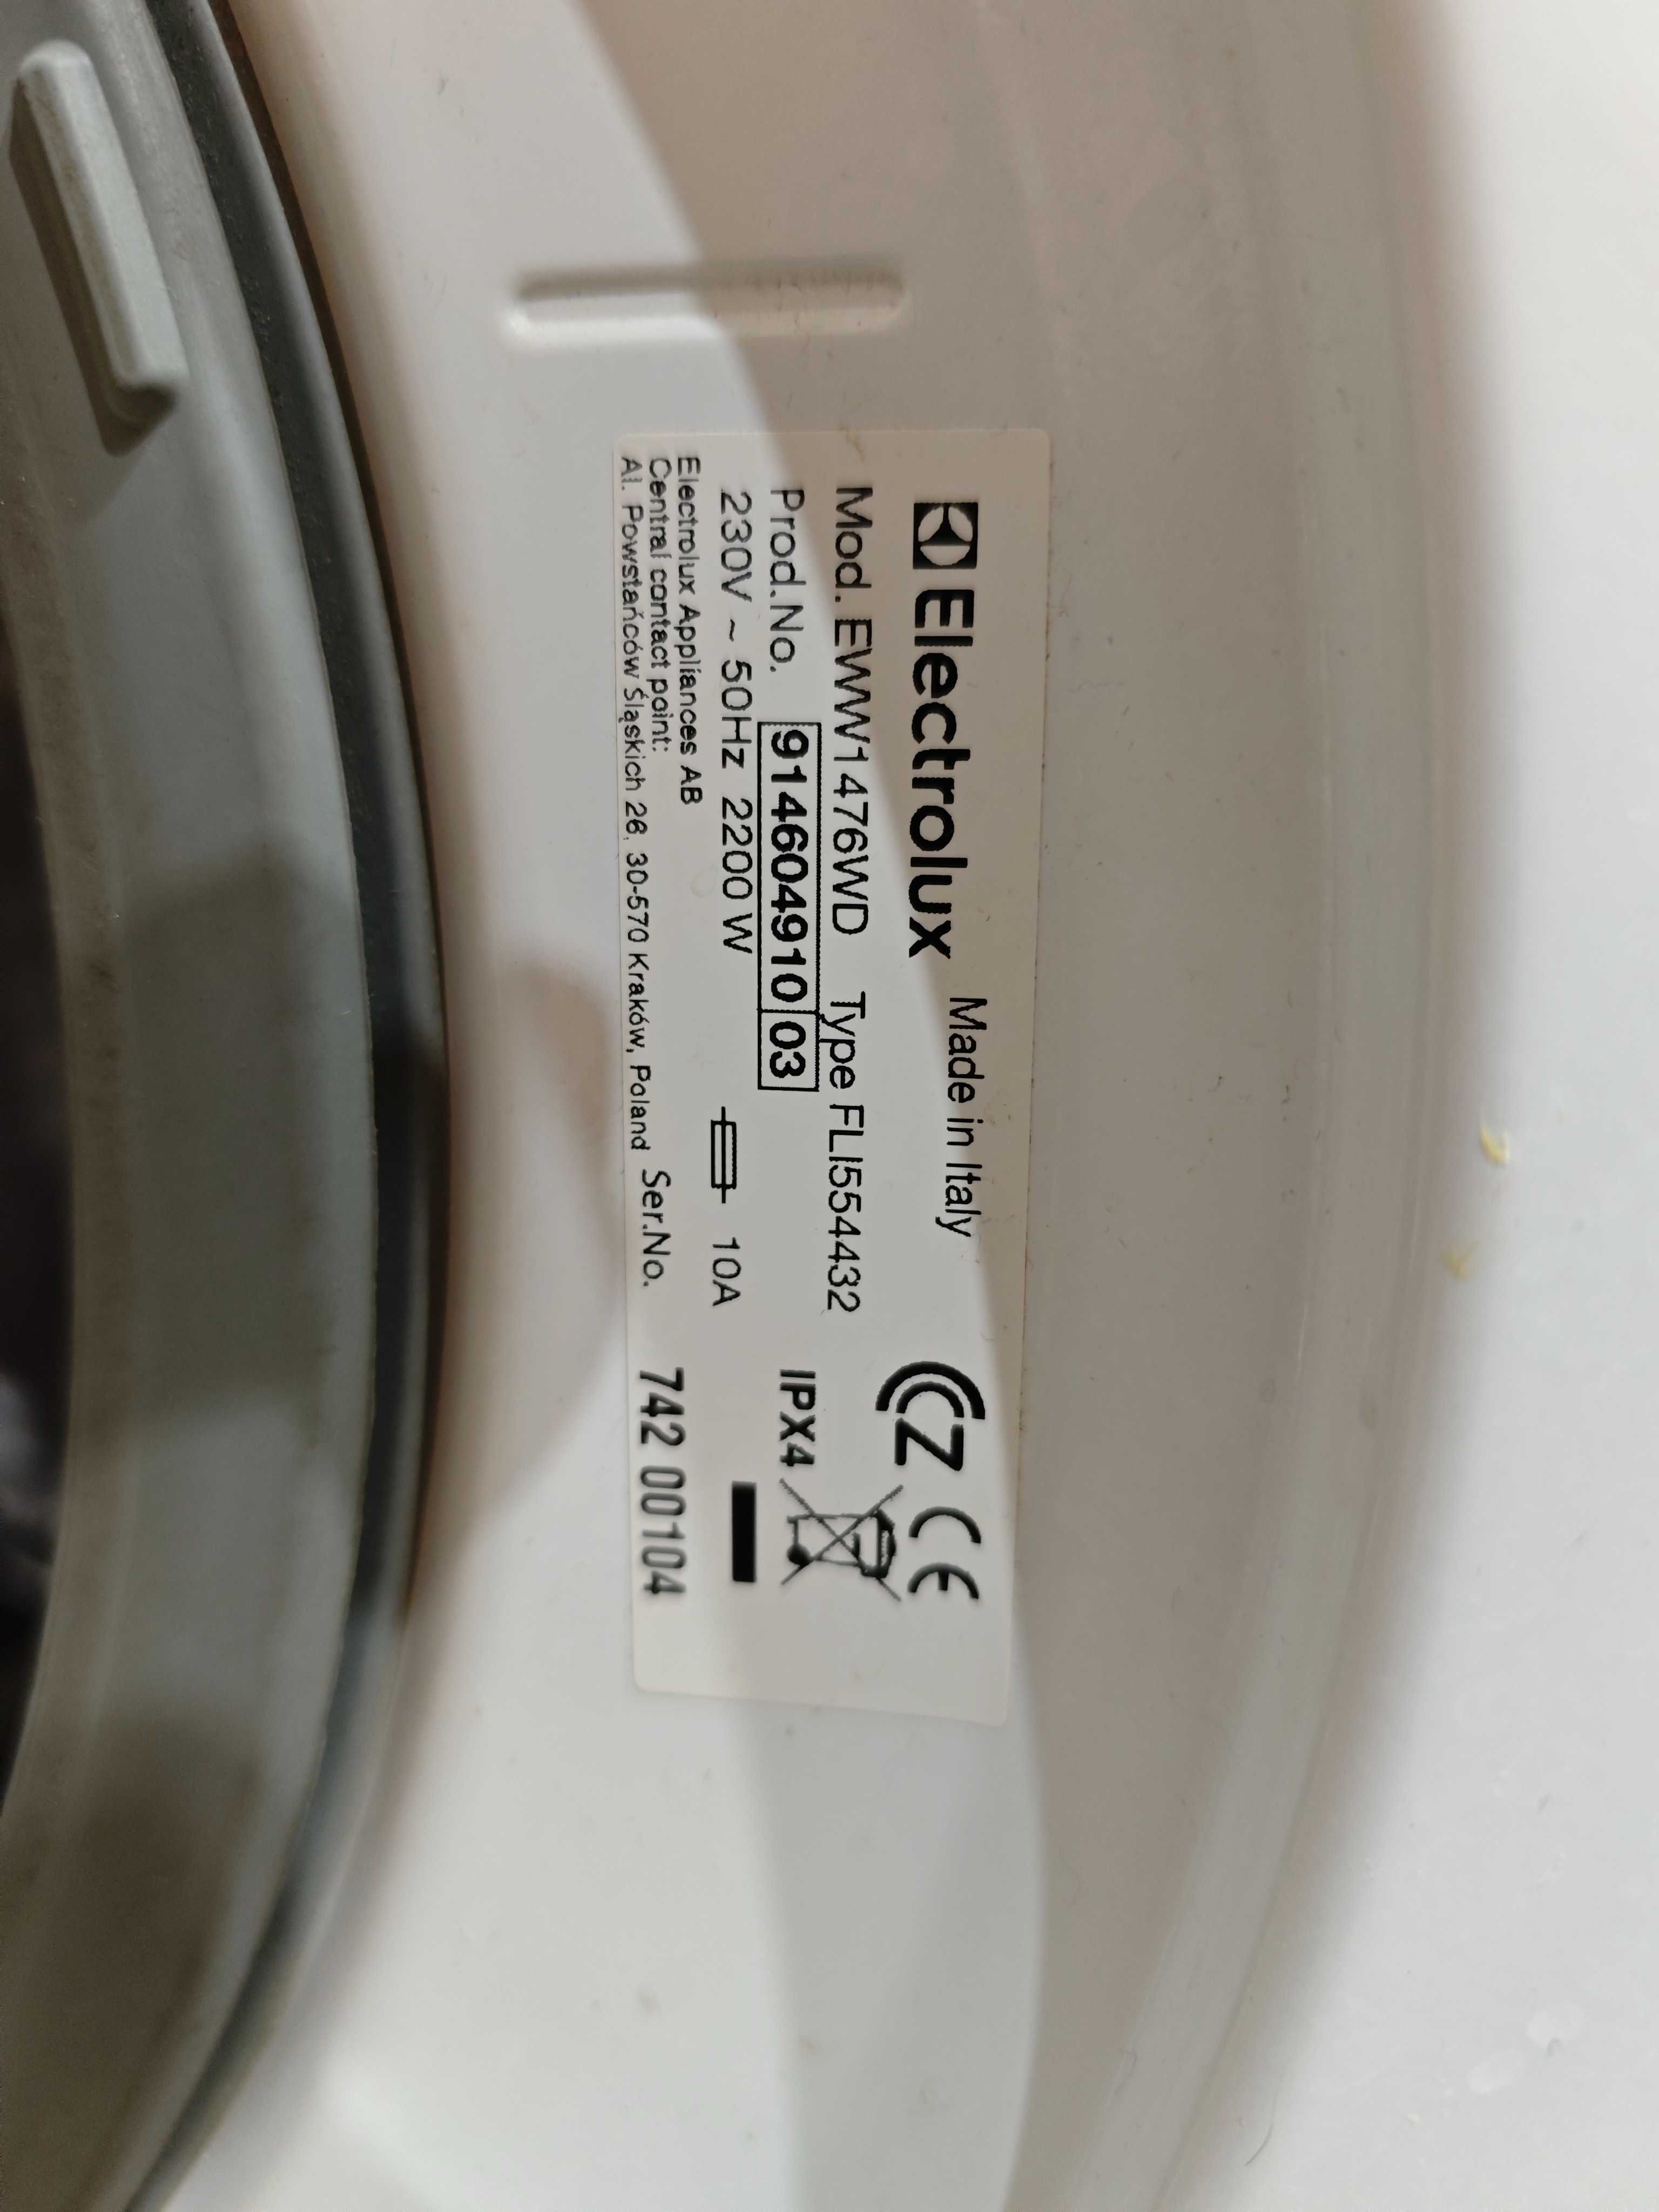 Electrolux Made in Italy
Mod. EWW1476WD Type FLI554432
Prod.No. 914604910 03
IPX4
230V ~ 50Hz 2200 W 10A
Electrolux Appliances AB
Central contact point:
Al. Powstańców Śląskich 26, 30-570 Kraków, Poland Ser.No. 742 00104